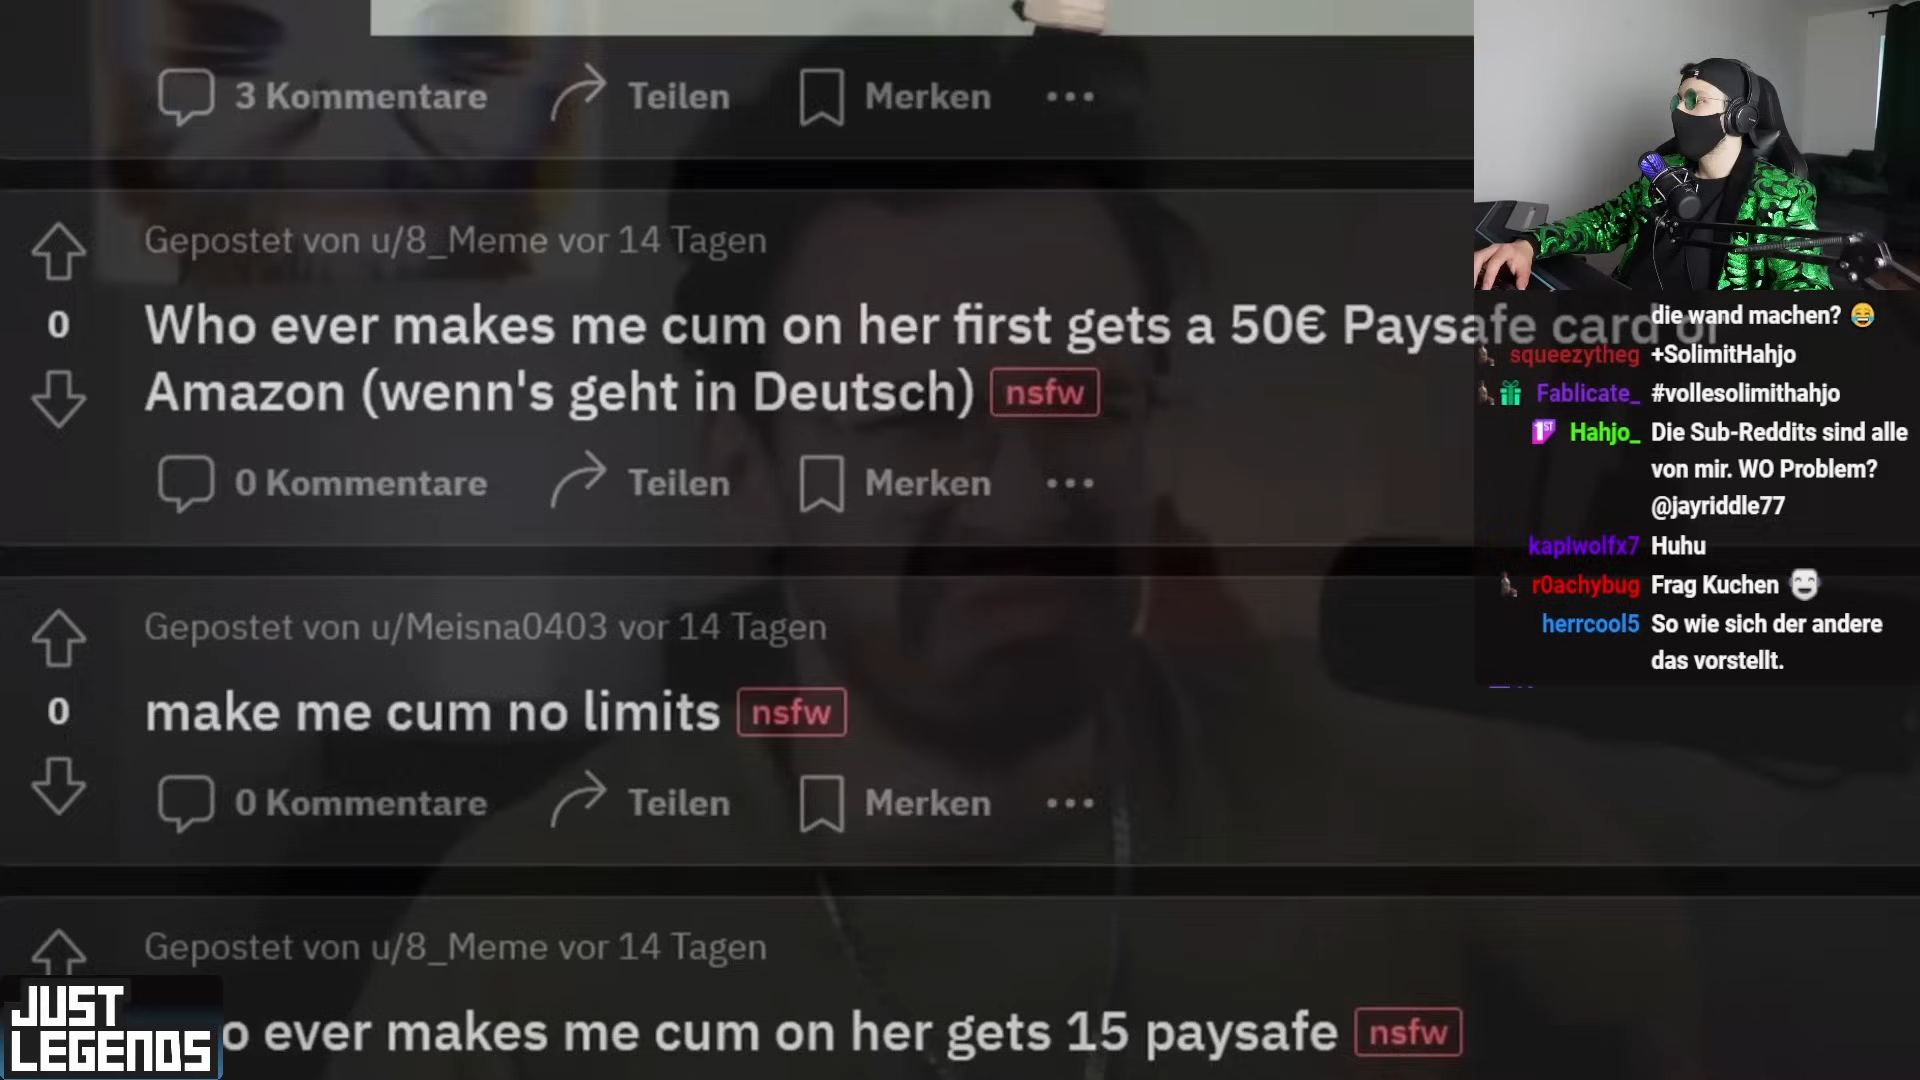 3 Kommentare Teilen Merken
Gepostet von u/8_Meme vor 14 Tagen
0
Who ever makes me cum on her first gets a 50€ Paysafe card or
Amazon (wenn's geht in Deutsch) nsfw
0 Kommentare Teilen Merken
Gepostet von u/Meisna0403 vor 14 Tagen
0
make me cum no limits nsfw
0 Kommentare Teilen Merken
Gepostet von u/8_Meme vor 14 Tagen
o ever makes me cum on her gets 15 paysafe nsfw
JUST
LEGENDS
die wand machen? 😂
squeezytheg +SolimitHahjo
Fablicate_ #vollesolimithahjo
1ST Hahjo_ Die Sub-Reddits sind alle
von mir. WO Problem?
@jayriddle77
kaplwolfx7 Huhu
r0achybug Frag Kuchen
herrcool5 So wie sich der andere
das vorstellt.